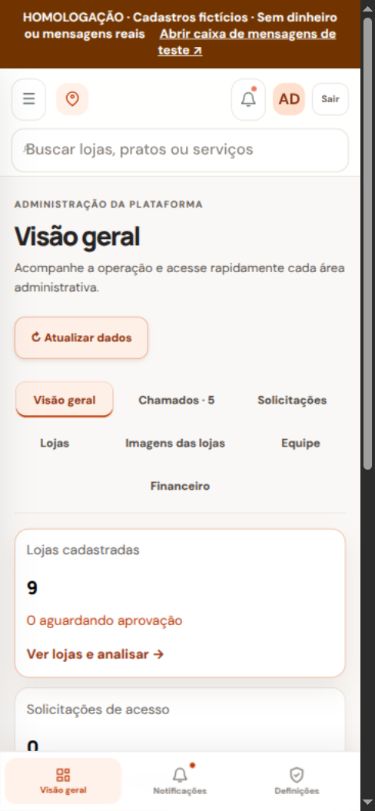 HOMOLOGAÇÃO · Cadastros fictícios · Sem dinheiro
ou mensagens reais Abrir caixa de mensagens de
teste ↗
AD
Sair
Buscar lojas, pratos ou serviços
ADMINISTRAÇÃO DA PLATAFORMA
Visão geral
Acompanhe a operação e acesse rapidamente cada área
administrativa.
↻ Atualizar dados
Visão geral
Chamados · 5
Solicitações
Lojas
Imagens das lojas
Equipe
Financeiro
Lojas cadastradas
9
0 aguardando aprovação
Ver lojas e analisar →
Solicitações de acesso
0
Visão geral
Notificações
Definições